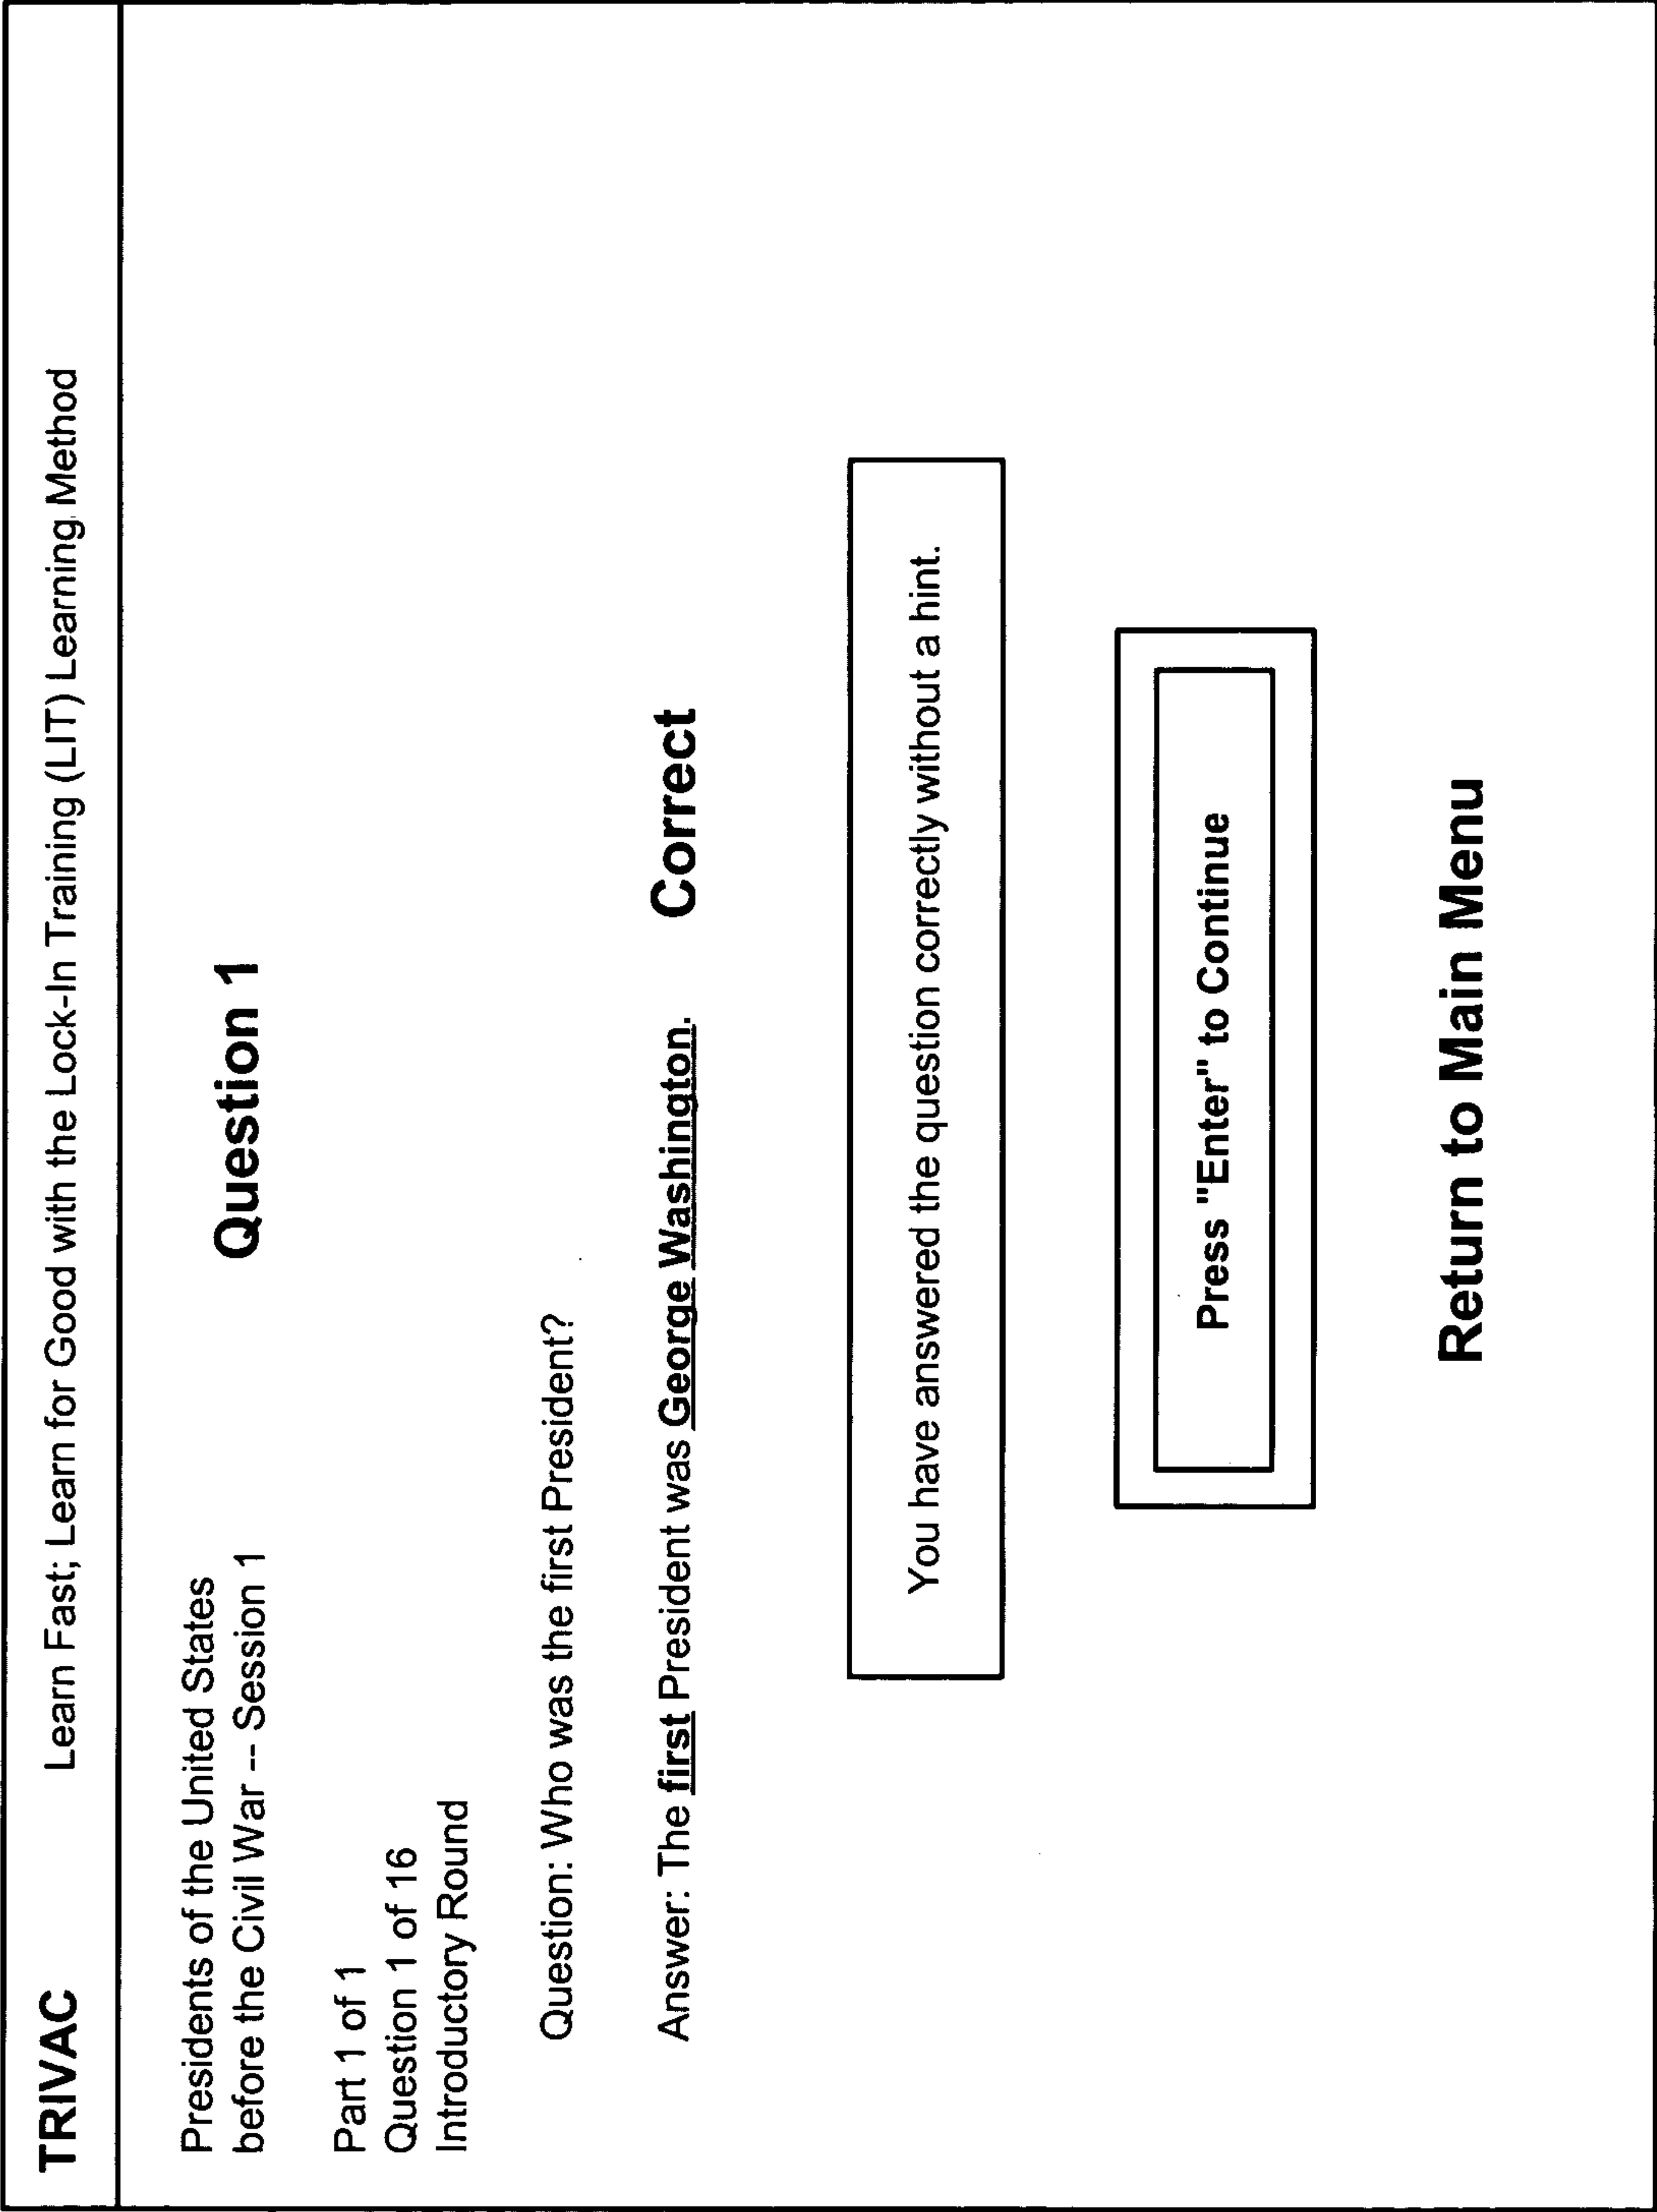 TRIVAC Learn Fast; Learn for Good with the Lock-In Training (LIT) Learning Method
Presidents of the United States
before the Civil War -- Session 1
Question 1
Part 1 of 1
Question 1 of 16
Introductory Round
Question: Who was the first President?
Answer: The first President was George Washington. Correct
You have answered the question correctly without a hint.
Press "Enter" to Continue
Return to Main Menu